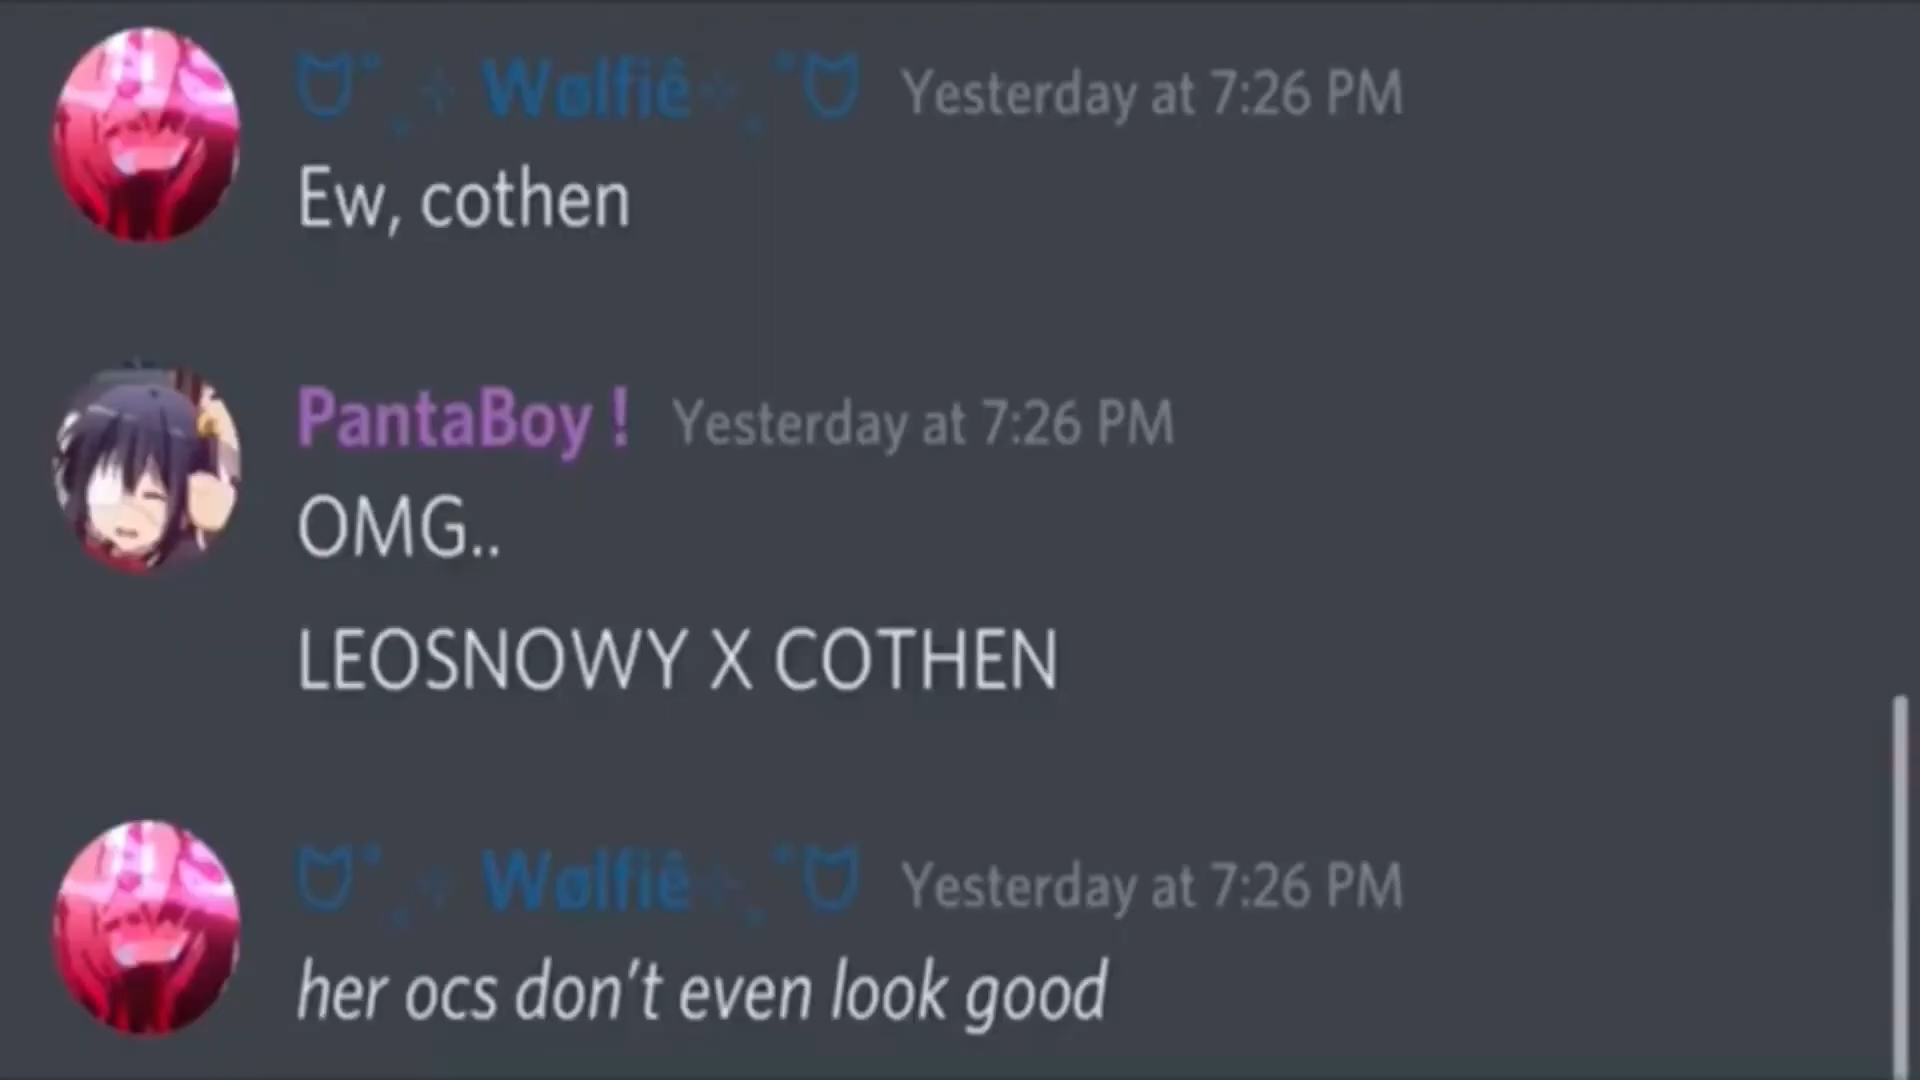 ᗢ˚ ˳⊹ Wølfiê⊹ ˳˚ᗢ Yesterday at 7:26 PM
Ew, cothen
PantaBoy ! Yesterday at 7:26 PM
OMG..
LEOSNOWY X COTHEN
ᗢ˚ ˳⊹ Wølfiê⊹ ˳˚ᗢ Yesterday at 7:26 PM
her ocs don't even look good